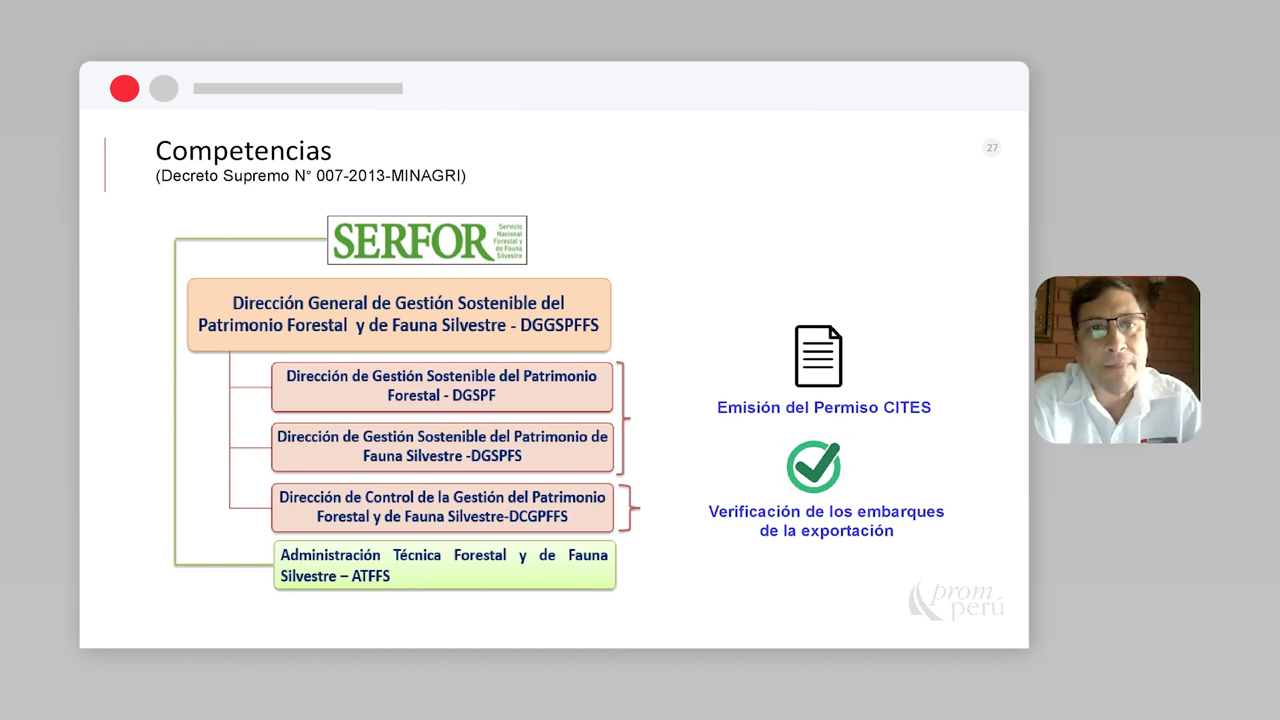 Competencias
(Decreto Supremo N° 007-2013-MINAGRI)
27
SERFOR
Servicio
Nacional
Forestal y
de Fauna
Silvestre
Dirección General de Gestión Sostenible del
Patrimonio Forestal y de Fauna Silvestre - DGGSPFFS
Dirección de Gestión Sostenible del Patrimonio
Forestal - DGSPF
Dirección de Gestión Sostenible del Patrimonio de
Fauna Silvestre -DGSPFS
Dirección de Control de la Gestión del Patrimonio
Forestal y de Fauna Silvestre-DCGPFFS
Administración Técnica Forestal y de Fauna
Silvestre – ATFFS
Emisión del Permiso CITES
Verificación de los embarques
de la exportación
prom
perú